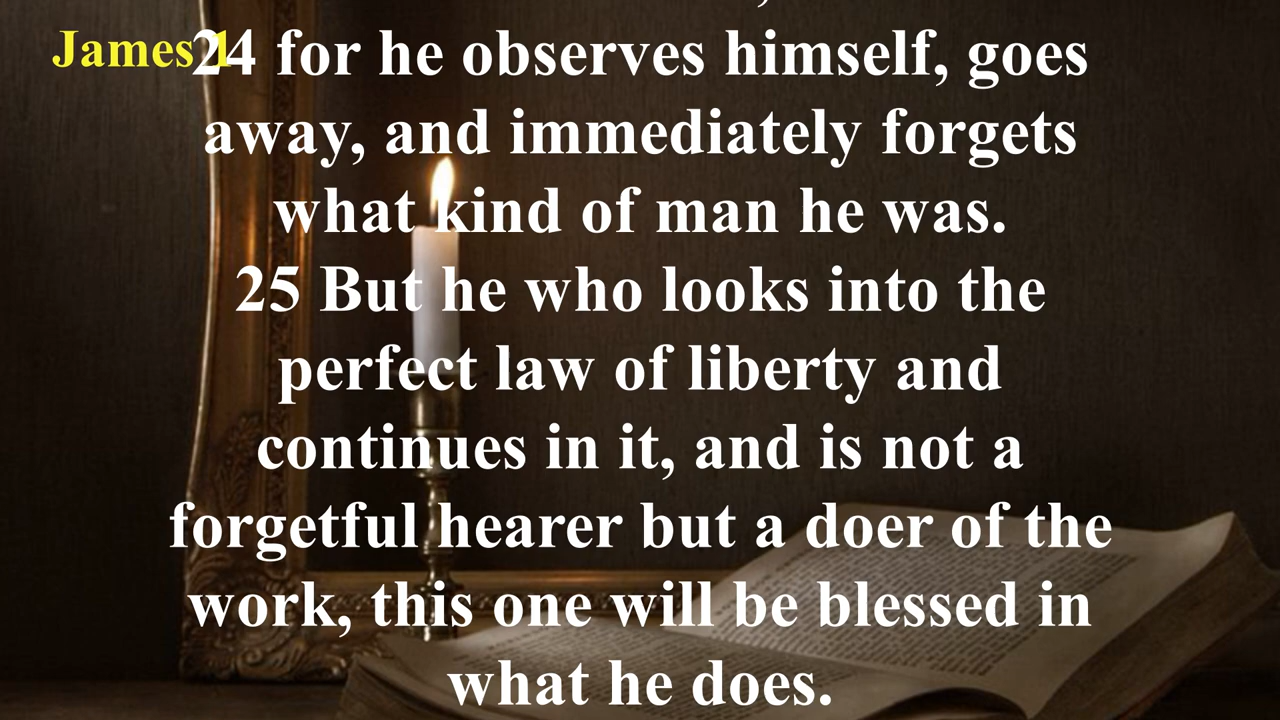 James 1
24 for he observes himself, goes
away, and immediately forgets
what kind of man he was.
25 But he who looks into the
perfect law of liberty and
continues in it, and is not a
forgetful hearer but a doer of the
work, this one will be blessed in
what he does.